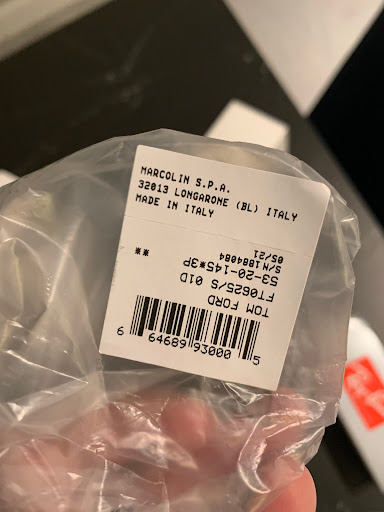 MARCOLIN S.P.A.
32013 LONGARONE (BL) ITALY
MADE IN ITALY
TOM FORD
FT0625/S 01D
53-20-145*3P
S/N 1884084
05/21
**
6 64689 93000 5